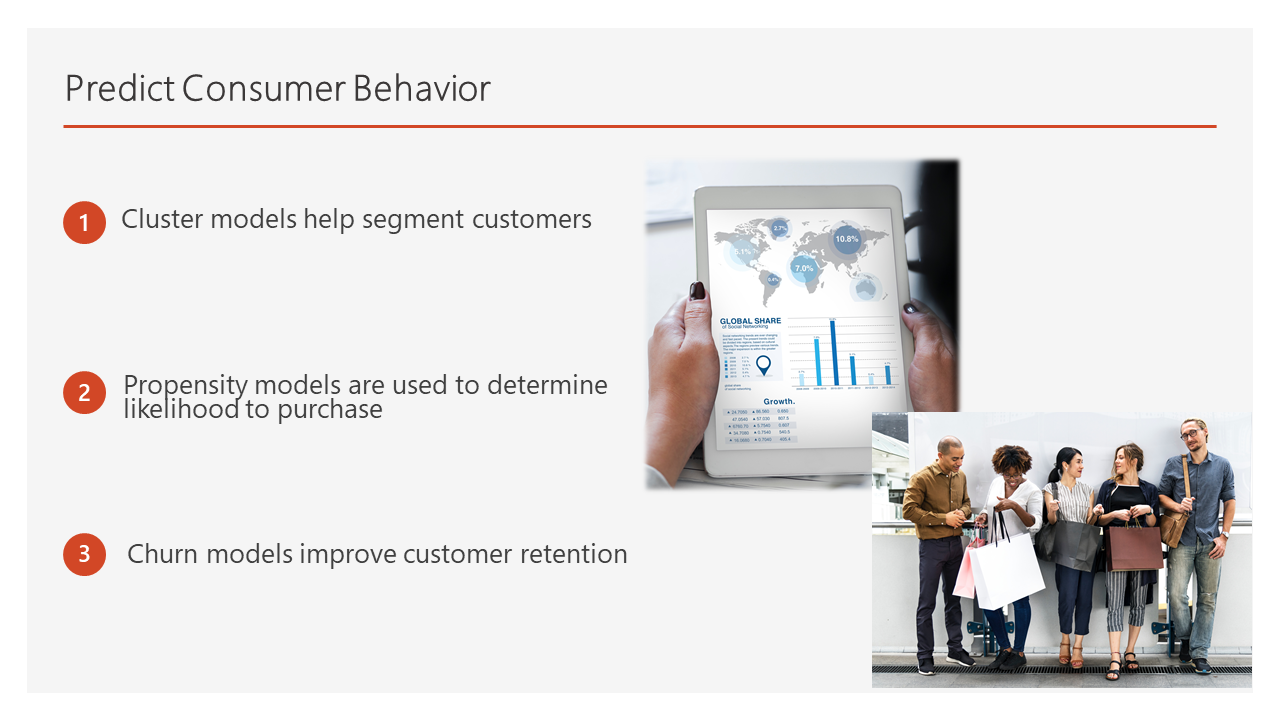 Predict Consumer Behavior
1 Cluster models help segment customers
2 Propensity models are used to determine
likelihood to purchase
3 Churn models improve customer retention
2.7%
10.8%
5.1%
7.0%
GLOBAL SHARE
of Social Networking
Growth.